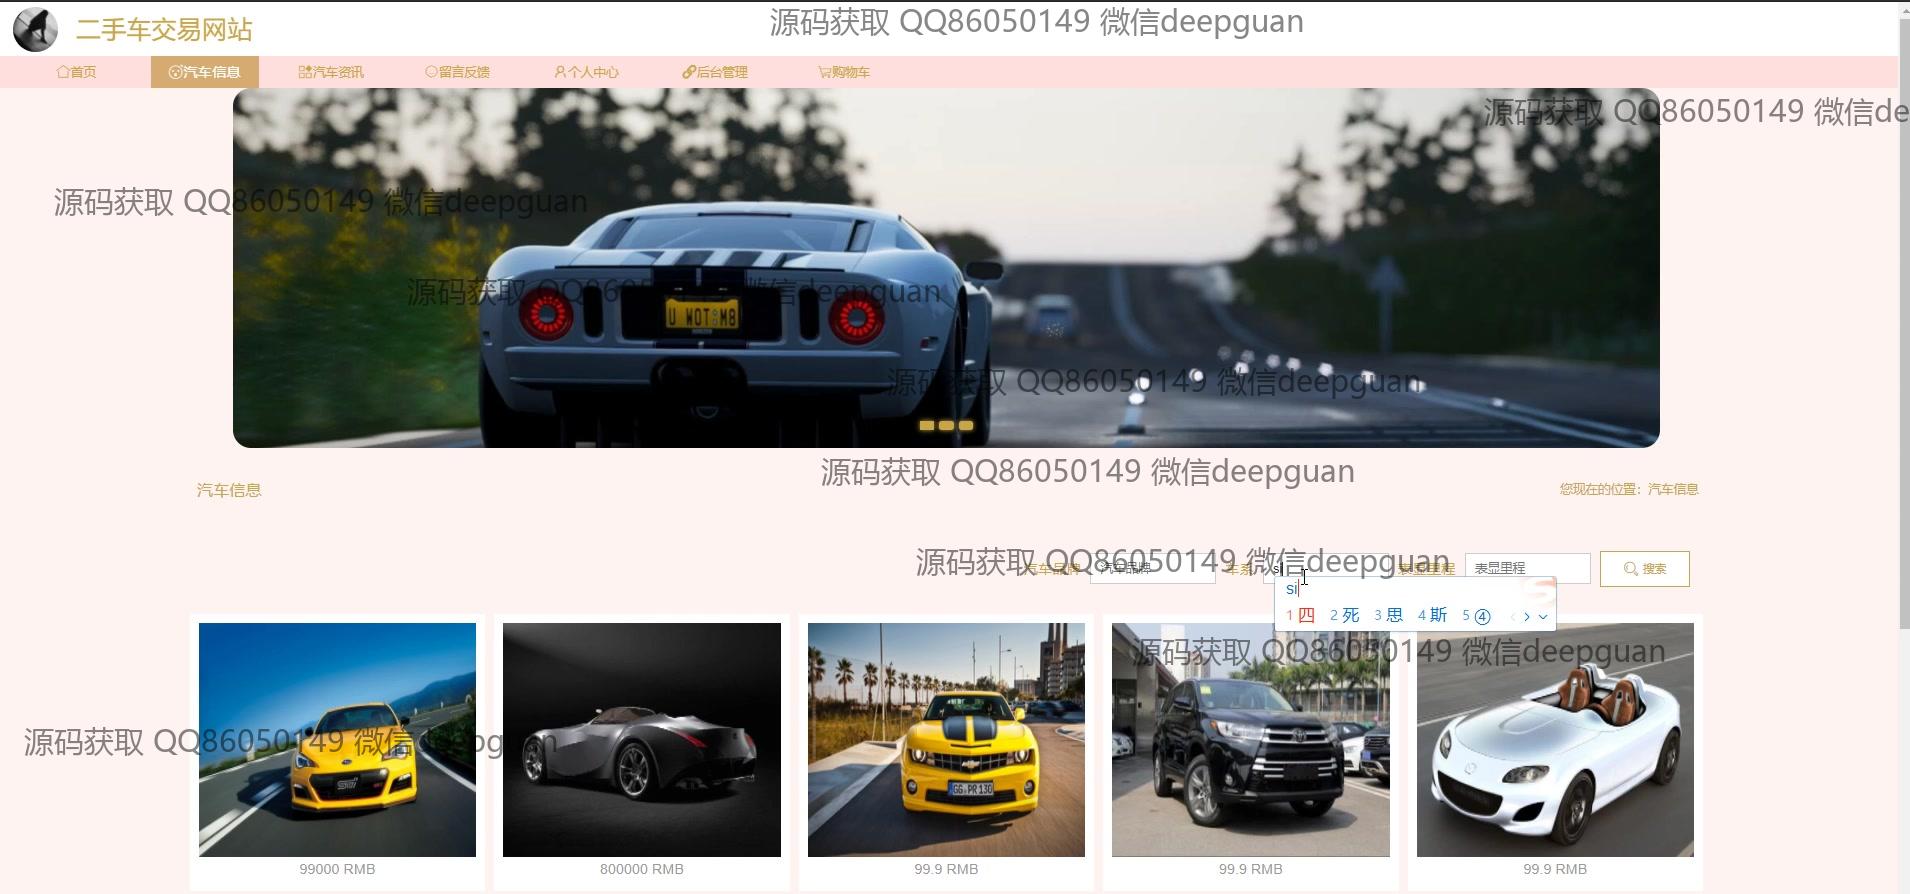 二手车交易网站
源码获取 QQ86050149 微信deepguan
首页 汽车信息 汽车资讯 留言反馈 个人中心 后台管理 购物车
源码获取 QQ86050149 微信de
源码获取 QQ86050149 微信deepguan
源码获取 QQ86050149 微信deepguan
U WOT M8
源码获取 QQ86050149 微信deepguan
源码获取 QQ86050149 微信deepguan
汽车信息
您现在的位置：汽车信息
源码获取 QQ86050149 微信deepguan
汽车品牌 汽车品牌 车系 si 表显里程 表显里程 搜索
si
1 四 2 死 3 思 4 斯 5 ④
源码获取 QQ86050149 微信deepguan
源码获取 QQ86050149 微信deepguan
STI
GG PR 130
99000 RMB
800000 RMB
99.9 RMB
99.9 RMB
99.9 RMB